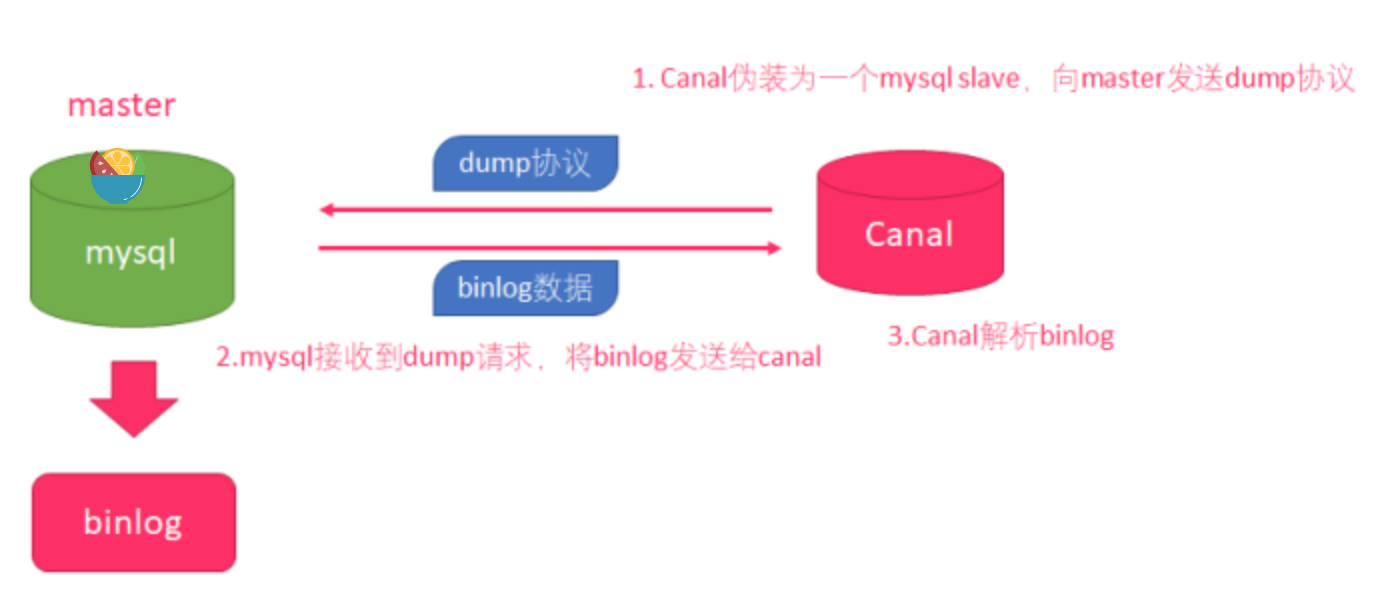 1. Canal伪装为一个mysql slave，向master发送dump协议
master
dump协议
mysql
Canal
binlog数据
2.mysql接收到dump请求，将binlog发送给canal
3.Canal解析binlog
binlog